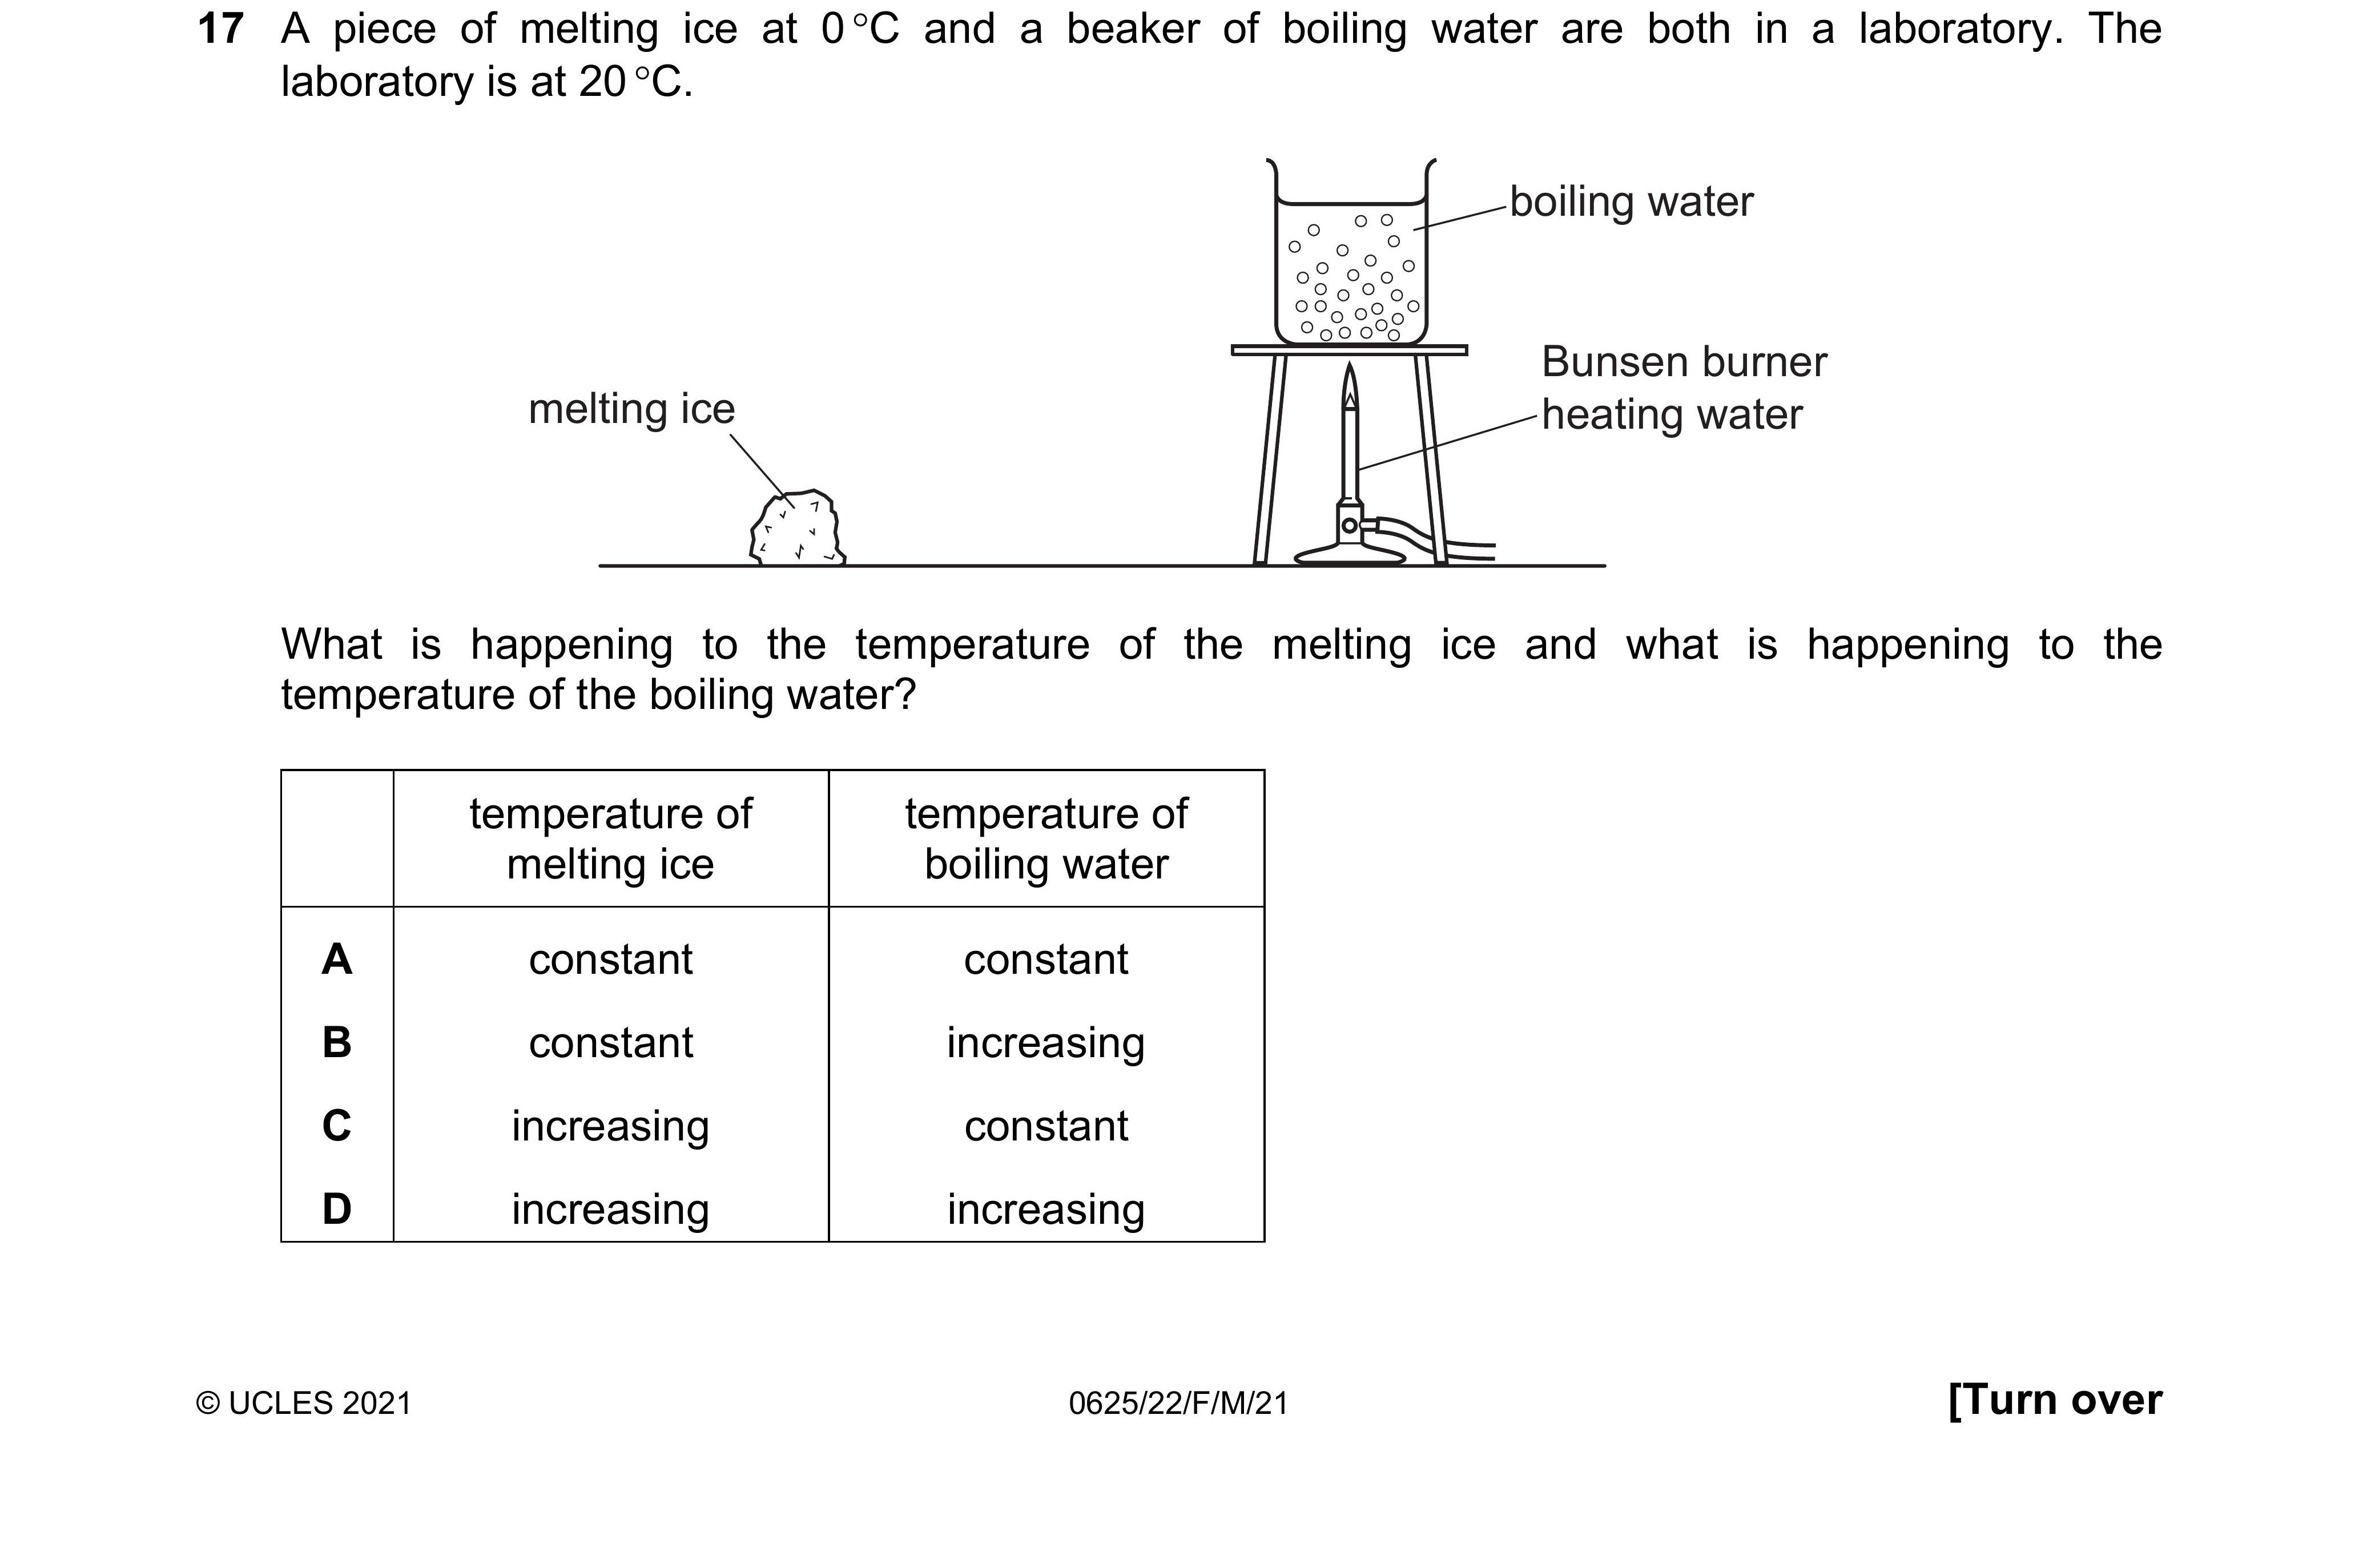 17 A piece of melting ice at 0 °C and a beaker of boiling water are both in a laboratory. The
laboratory is at 20 °C.
boiling water
Bunsen burner
heating water
melting ice
What is happening to the temperature of the melting ice and what is happening to the
temperature of the boiling water?
temperature of melting ice temperature of boiling water
A constant constant
B constant increasing
C increasing constant
D increasing increasing
© UCLES 2021 0625/22/F/M/21 [Turn over